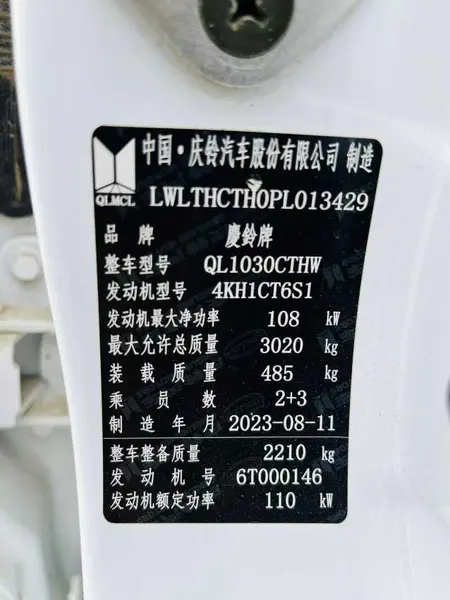 中国·庆铃汽车股份有限公司 制造
QLMCL LWLTHCTH0PL013429
品牌 慶鈴牌
整车型号 QL1030CTHW
发动机型号 4KH1CT6S1
发动机最大净功率 108 kW
最大允许总质量 3020 kg
装载质量 485 kg
乘员数 2+3
制造年月 2023-08-11
整车整备质量 2210 kg
发动机号 6T000146
发动机额定功率 110 kW